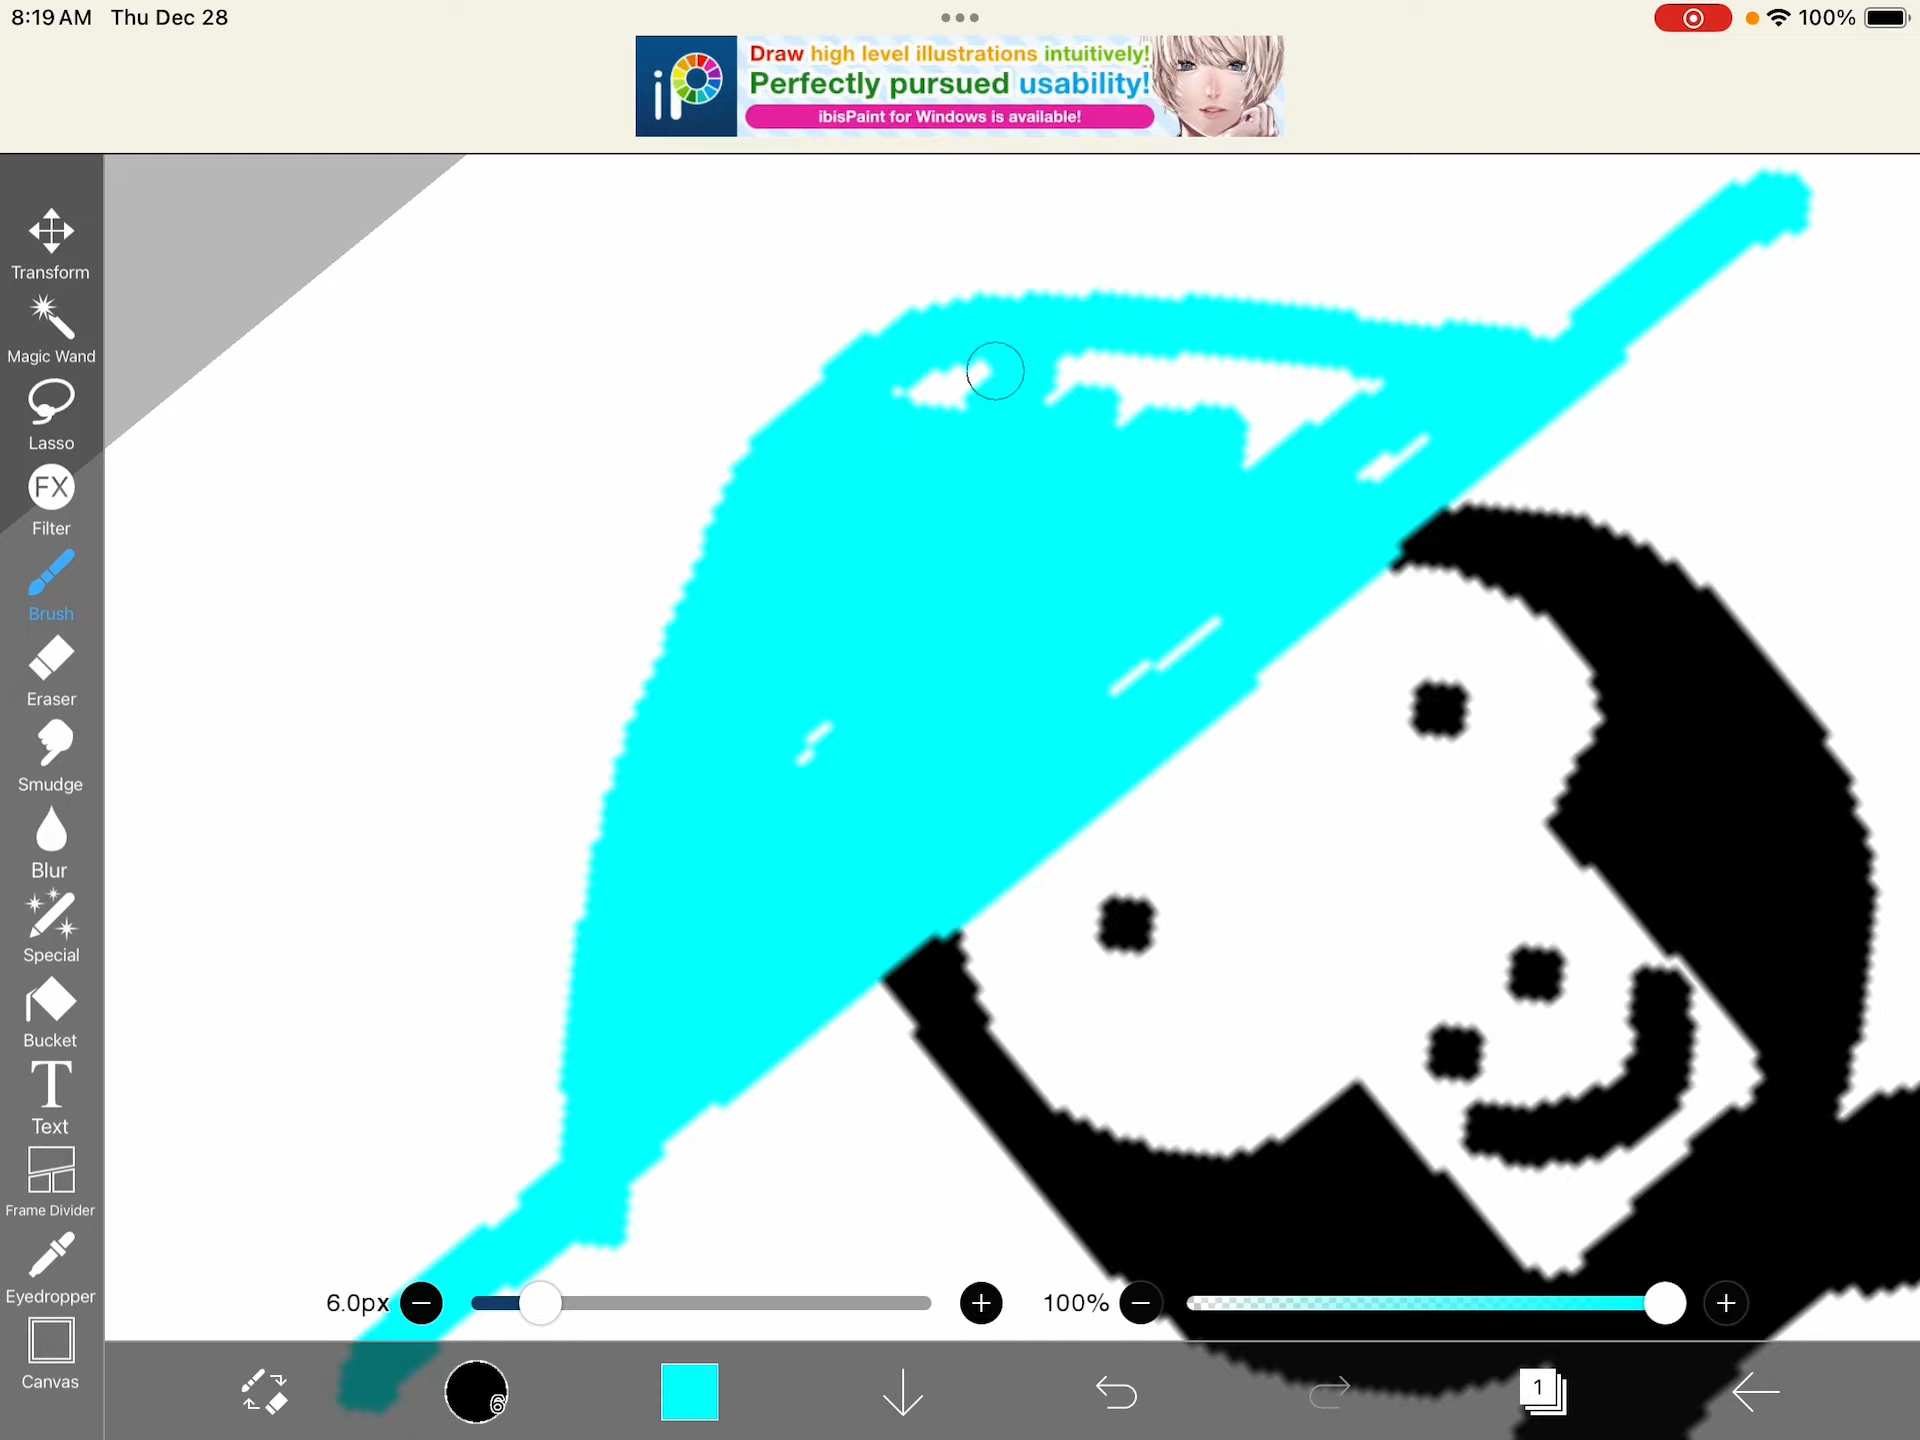 8:19 AM Thu Dec 28
100%
iP
Draw high level illustrations intuitively!
Perfectly pursued usability!
ibisPaint for Windows is available!
Transform
Magic Wand
Lasso
FX
Filter
Brush
Eraser
Smudge
Blur
Special
Bucket
T
Text
Frame Divider
Eyedropper
Canvas
6.0px
100%
6
1